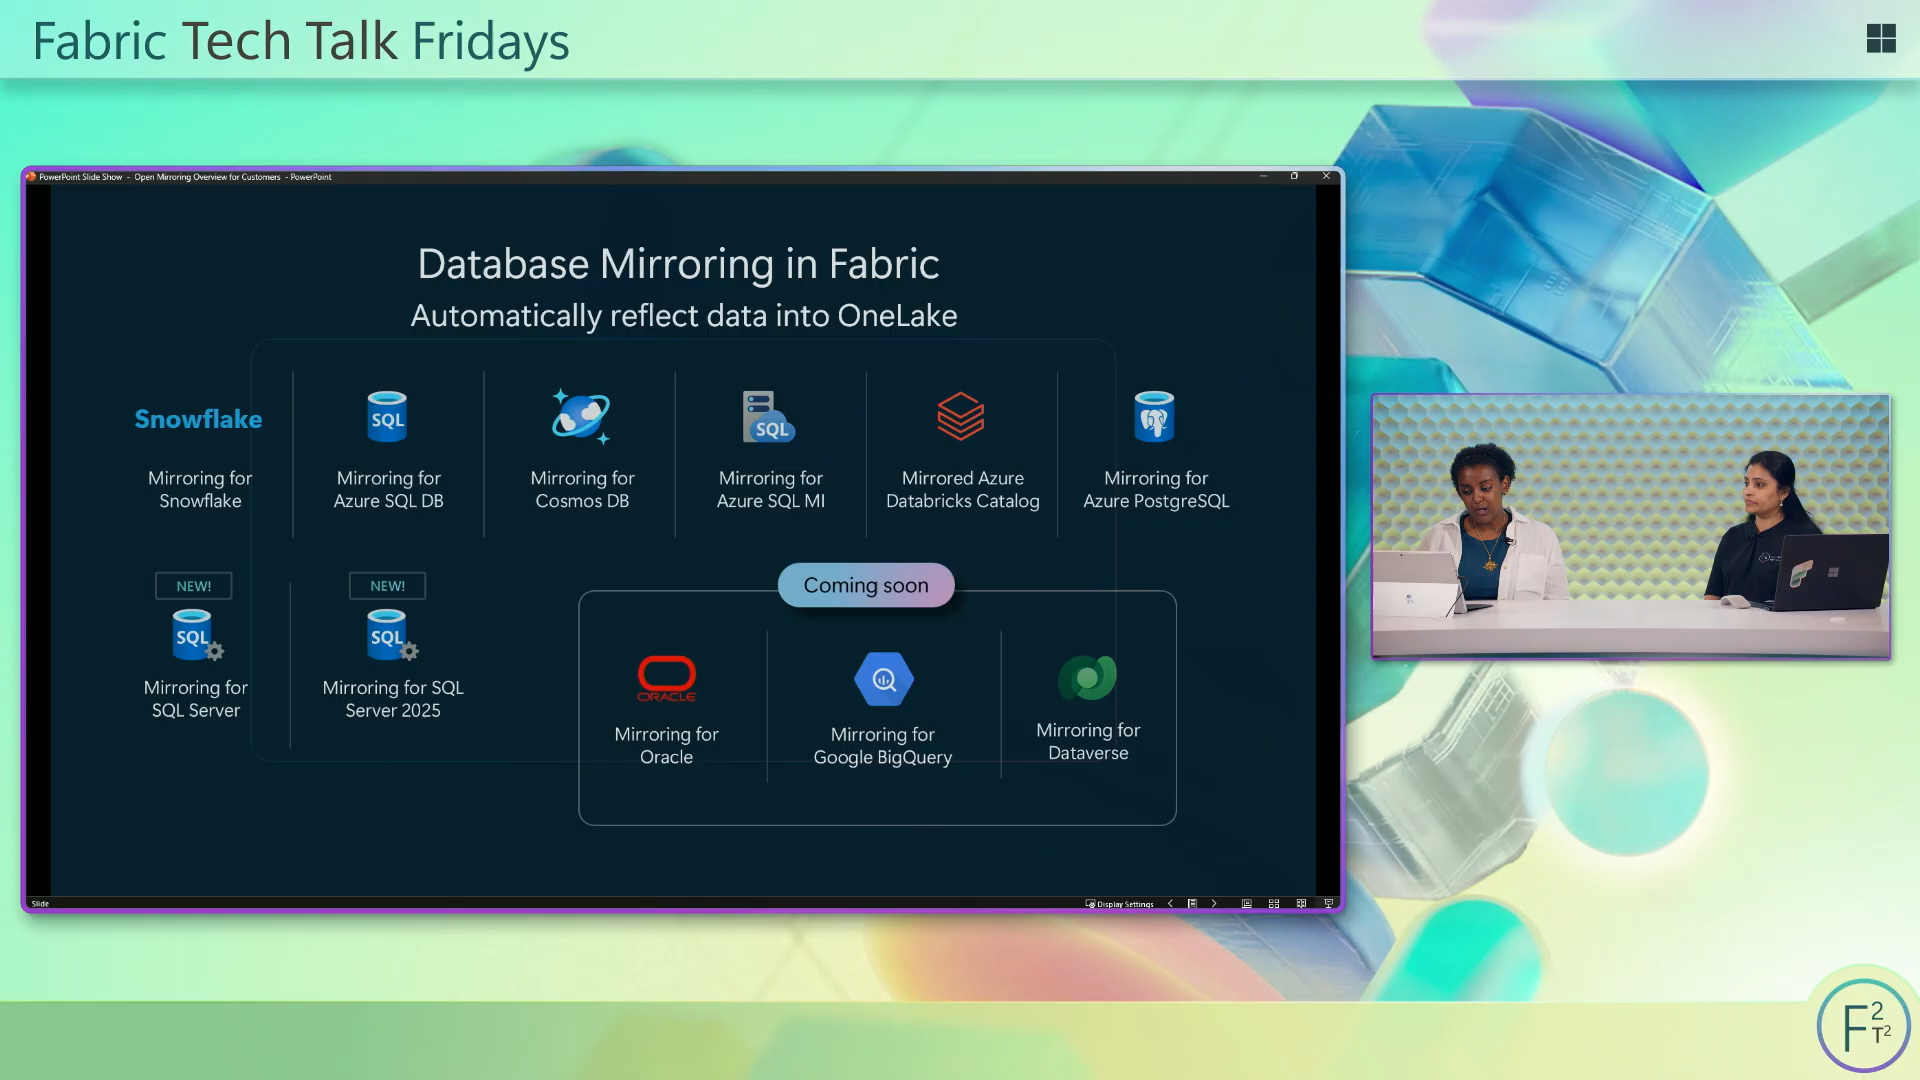 Fabric Tech Talk Fridays
PowerPoint Slide Show - Open Mirroring Overview for Customers - PowerPoint
Database Mirroring in Fabric
Automatically reflect data into OneLake
Snowflake
Mirroring for
Snowflake
SQL
Mirroring for
Azure SQL DB
Mirroring for
Cosmos DB
SQL
Mirroring for
Azure SQL MI
Mirrored Azure
Databricks Catalog
Mirroring for
Azure PostgreSQL
NEW!
SQL
Mirroring for
SQL Server
NEW!
SQL
Mirroring for SQL
Server 2025
Coming soon
ORACLE
Mirroring for
Oracle
Mirroring for
Google BigQuery
Mirroring for
Dataverse
Slide
Display Settings
F2
T2